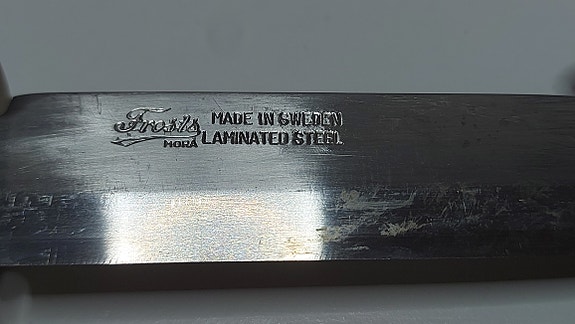 Frosts MADE IN SWEDEN
MORA LAMINATED STEEL